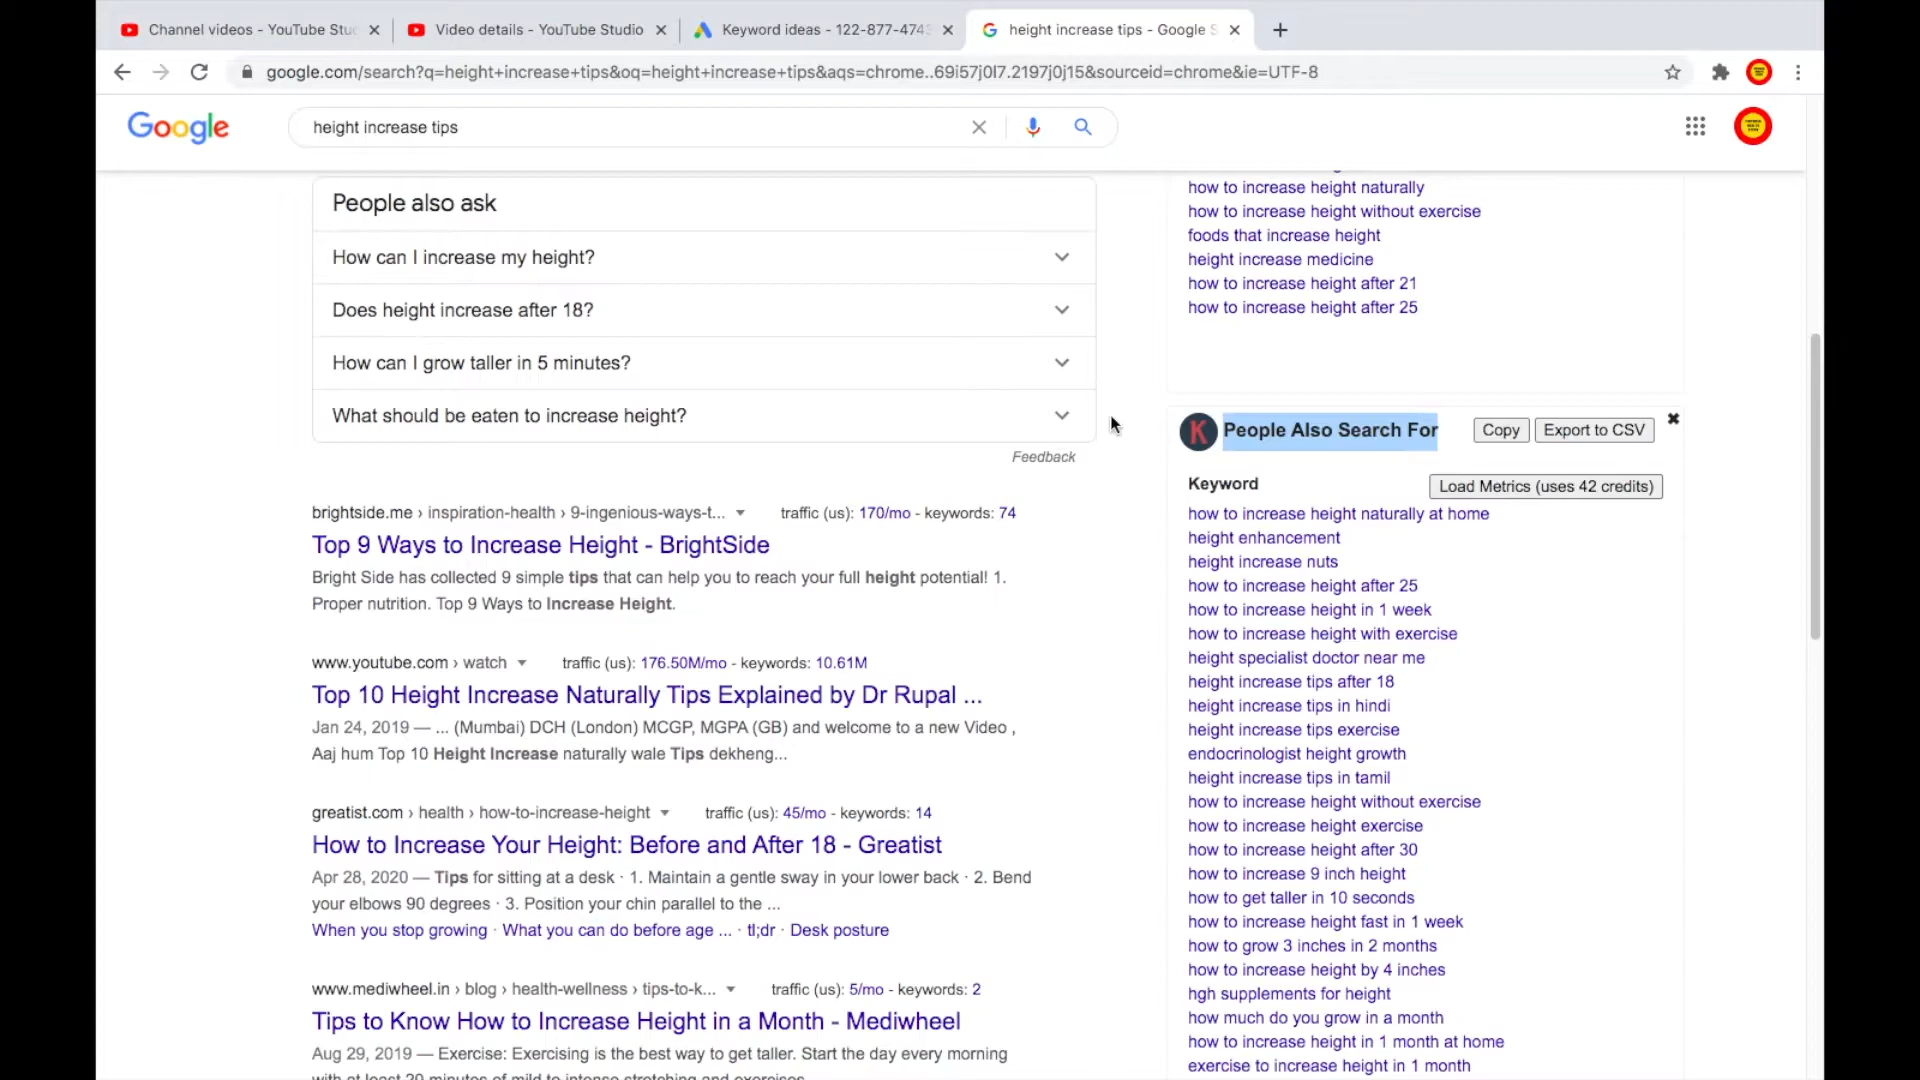 Channel videos - YouTube Stu
Video details - YouTube Studio
Keyword ideas - 122-877-474
height increase tips - Google S
google.com/search?q=height+increase+tips&oq=height+increase+tips&aqs=chrome..69i57j0l7.2197j0j15&sourceid=chrome&ie=UTF-8
Google
height increase tips
People also ask
How can I increase my height?
Does height increase after 18?
How can I grow taller in 5 minutes?
What should be eaten to increase height?
Feedback
brightside.me › inspiration-health › 9-ingenious-ways-t... traffic (us): 170/mo - keywords: 74
Top 9 Ways to Increase Height - BrightSide
Bright Side has collected 9 simple tips that can help you to reach your full height potential! 1.
Proper nutrition. Top 9 Ways to Increase Height.
www.youtube.com › watch traffic (us): 176.50M/mo - keywords: 10.61M
Top 10 Height Increase Naturally Tips Explained by Dr Rupal ...
Jan 24, 2019 — ... (Mumbai) DCH (London) MCGP, MGPA (GB) and welcome to a new Video ,
Aaj hum Top 10 Height Increase naturally wale Tips dekheng...
greatist.com › health › how-to-increase-height traffic (us): 45/mo - keywords: 14
How to Increase Your Height: Before and After 18 - Greatist
Apr 28, 2020 — Tips for sitting at a desk · 1. Maintain a gentle sway in your lower back · 2. Bend
your elbows 90 degrees · 3. Position your chin parallel to the ...
When you stop growing · What you can do before age ... · tl;dr · Desk posture
www.mediwheel.in › blog › health-wellness › tips-to-k... traffic (us): 5/mo - keywords: 2
Tips to Know How to Increase Height in a Month - Mediwheel
Aug 29, 2019 — Exercise: Exercising is the best way to get taller. Start the day every morning
with at least 20 minutes of mild to intense stretching and exercises
how to increase height naturally
how to increase height without exercise
foods that increase height
height increase medicine
how to increase height after 21
how to increase height after 25
K People Also Search For Copy Export to CSV
Keyword Load Metrics (uses 42 credits)
how to increase height naturally at home
height enhancement
height increase nuts
how to increase height after 25
how to increase height in 1 week
how to increase height with exercise
height specialist doctor near me
height increase tips after 18
height increase tips in hindi
height increase tips exercise
endocrinologist height growth
height increase tips in tamil
how to increase height without exercise
how to increase height exercise
how to increase height after 30
how to increase 9 inch height
how to get taller in 10 seconds
how to increase height fast in 1 week
how to grow 3 inches in 2 months
how to increase height by 4 inches
hgh supplements for height
how much do you grow in a month
how to increase height in 1 month at home
exercise to increase height in 1 month